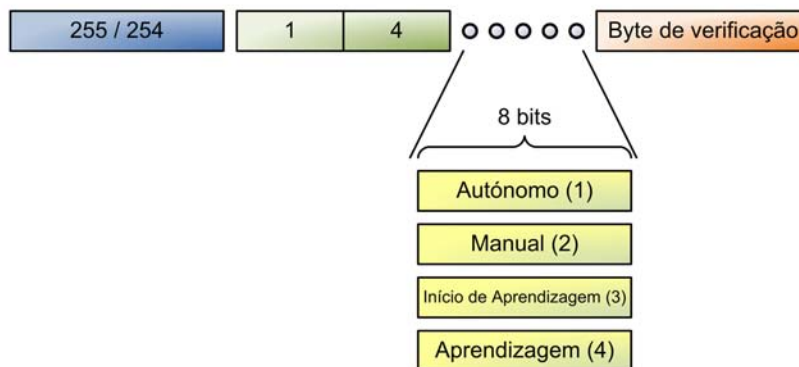 255 / 254
1
4
Byte de verificação
8 bits
Autónomo (1)
Manual (2)
Início de Aprendizagem (3)
Aprendizagem (4)